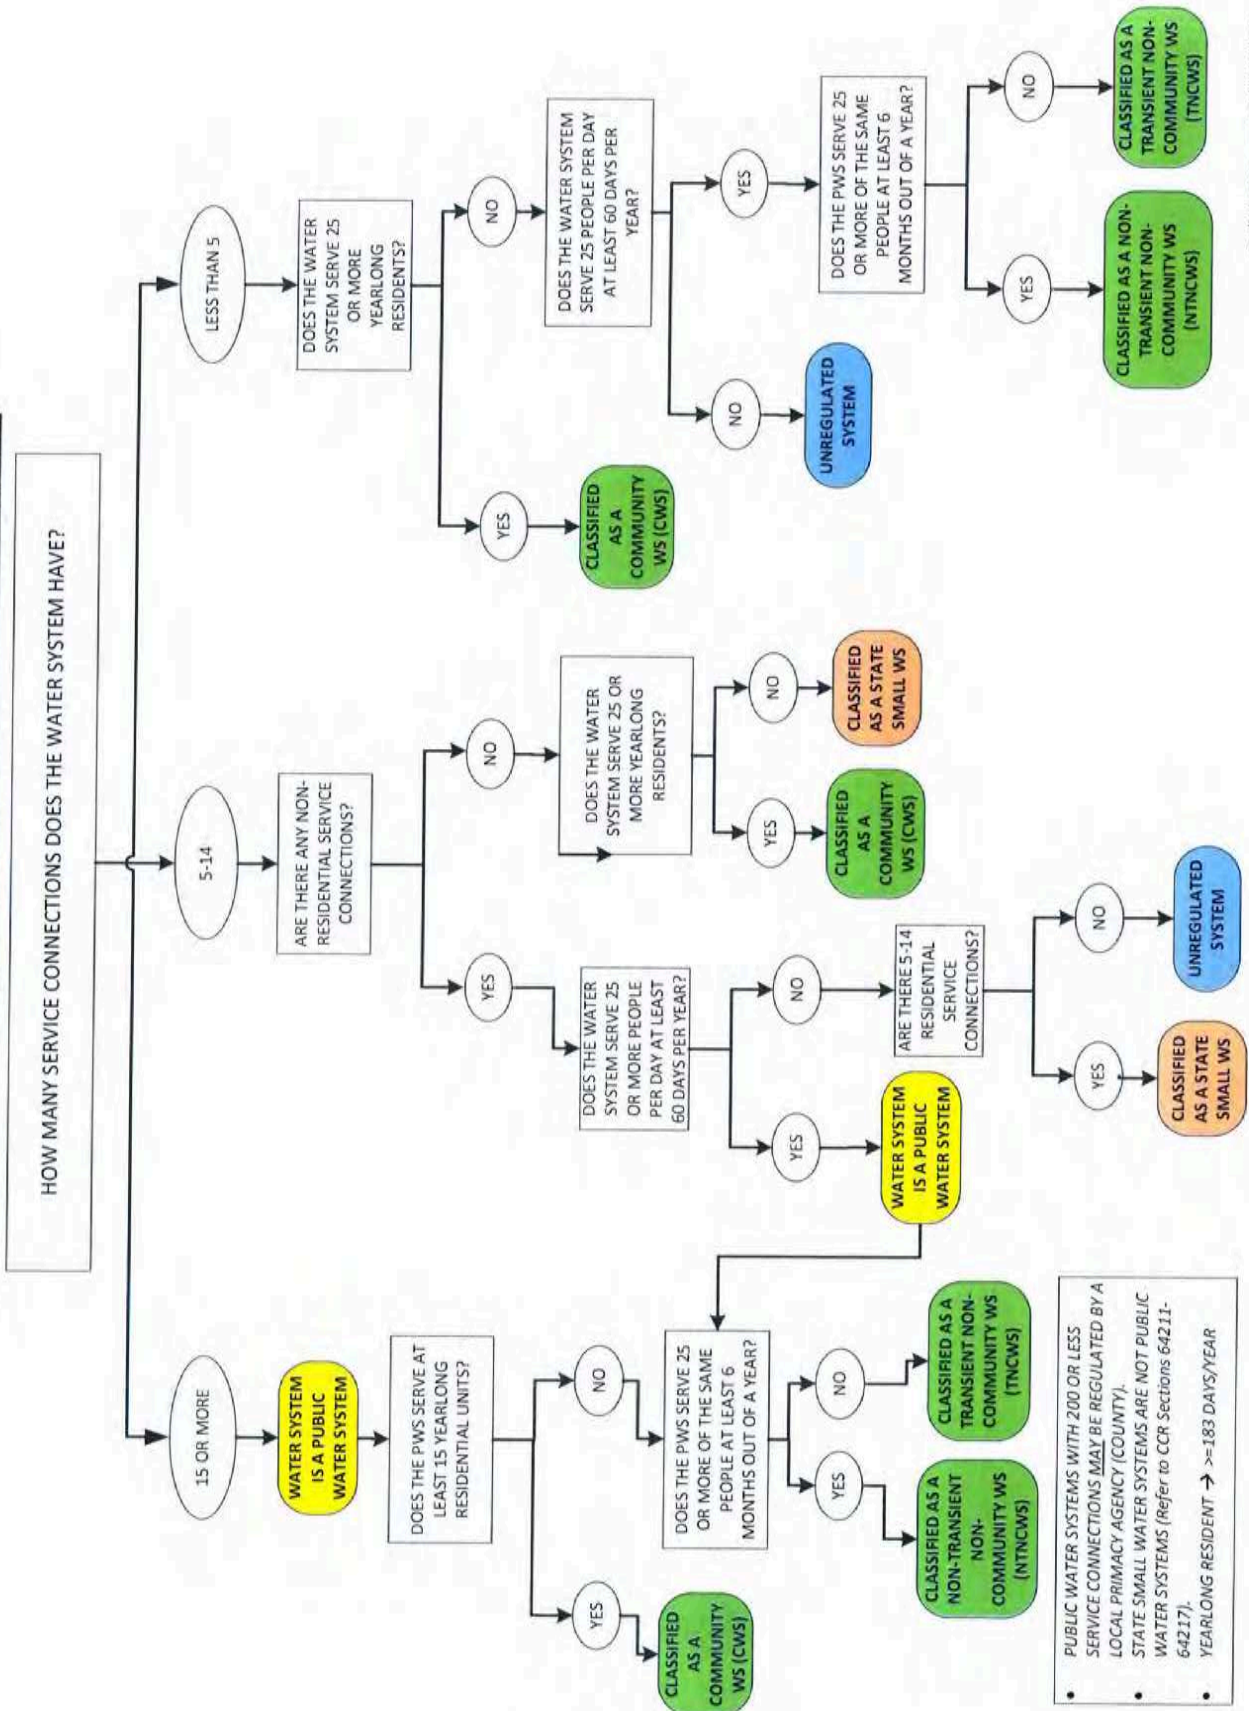 HOW MANY SERVICE CONNECTIONS DOES THE WATER SYSTEM HAVE?
15 OR MORE
WATER SYSTEM
IS A PUBLIC
WATER SYSTEM
DOES THE PWS SERVE AT
LEAST 15 YEARLONG
RESIDENTIAL UNITS?
YES
CLASSIFIED
AS A
COMMUNITY
WS (CWS)
NO
DOES THE PWS SERVE 25
OR MORE OF THE SAME
PEOPLE AT LEAST 6
MONTHS OUT OF A YEAR?
YES
CLASSIFIED AS A
NON-TRANSIENT
NON-
COMMUNITY WS
(NTNCWS)
NO
CLASSIFIED AS A
TRANSIENT NON-
COMMUNITY WS
(TNCWS)
5-14
ARE THERE ANY NON-
RESIDENTIAL SERVICE
CONNECTIONS?
YES
DOES THE WATER
SYSTEM SERVE 25
OR MORE PEOPLE
PER DAY AT LEAST
60 DAYS PER YEAR?
YES
WATER SYSTEM
IS A PUBLIC
WATER SYSTEM
NO
ARE THERE 5-14
RESIDENTIAL
SERVICE
CONNECTIONS?
YES
CLASSIFIED
AS A STATE
SMALL WS
NO
UNREGULATED
SYSTEM
NO
DOES THE WATER
SYSTEM SERVE 25 OR
MORE YEARLONG
RESIDENTS?
YES
CLASSIFIED
AS A
COMMUNITY
WS (CWS)
NO
CLASSIFIED
AS A STATE
SMALL WS
LESS THAN 5
DOES THE WATER
SYSTEM SERVE 25
OR MORE
YEARLONG
RESIDENTS?
YES
CLASSIFIED
AS A
COMMUNITY
WS (CWS)
NO
DOES THE WATER SYSTEM
SERVE 25 PEOPLE PER DAY
AT LEAST 60 DAYS PER
YEAR?
NO
UNREGULATED
SYSTEM
YES
DOES THE PWS SERVE 25
OR MORE OF THE SAME
PEOPLE AT LEAST 6
MONTHS OUT OF A YEAR?
YES
CLASSIFIED AS A NON-
TRANSIENT NON-
COMMUNITY WS
(NTNCWS)
NO
CLASSIFIED AS A
TRANSIENT NON-
COMMUNITY WS
(TNCWS)
• PUBLIC WATER SYSTEMS WITH 200 OR LESS
SERVICE CONNECTIONS MAY BE REGULATED BY A
LOCAL PRIMACY AGENCY (COUNTY).
• STATE SMALL WATER SYSTEMS ARE NOT PUBLIC
WATER SYSTEMS (Refer to CCR Sections 64211-
64217).
• YEARLONG RESIDENT → >=183 DAYS/YEAR